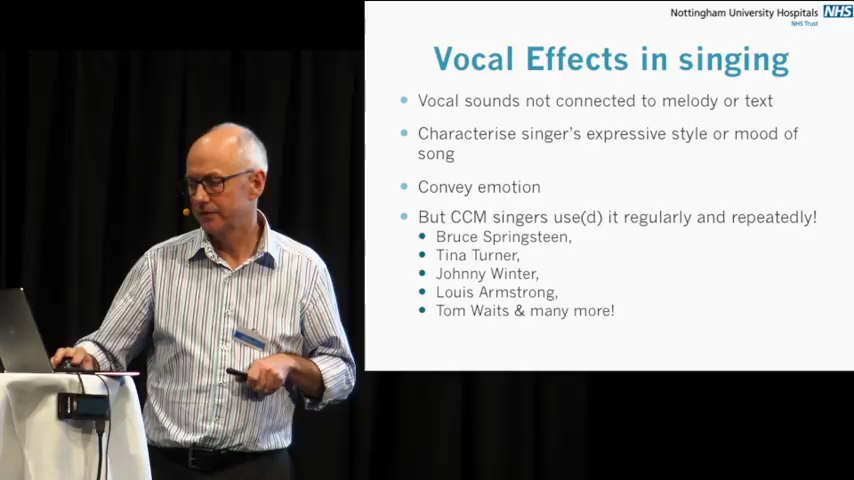 Nottingham University Hospitals NHS
NHS Trust
Vocal Effects in singing
Vocal sounds not connected to melody or text
Characterise singer's expressive style or mood of
song
Convey emotion
But CCM singers use(d) it regularly and repeatedly!
Bruce Springsteen,
Tina Turner,
Johnny Winter,
Louis Armstrong,
Tom Waits & many more!